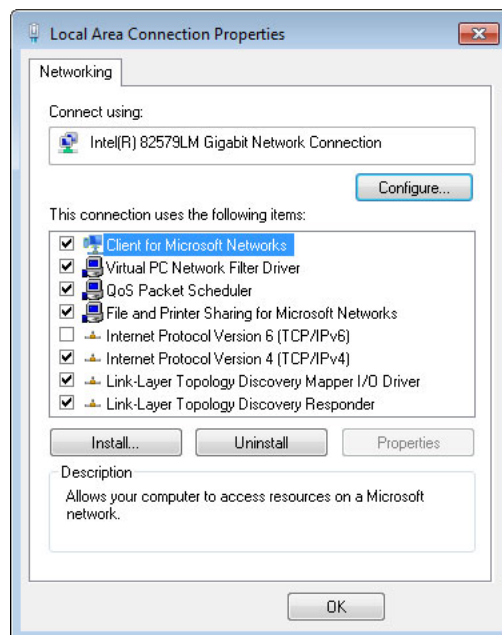 Local Area Connection Properties
Networking
Connect using:
Intel(R) 82579LM Gigabit Network Connection
Configure...
This connection uses the following items:
Client for Microsoft Networks
Virtual PC Network Filter Driver
QoS Packet Scheduler
File and Printer Sharing for Microsoft Networks
Internet Protocol Version 6 (TCP/IPv6)
Internet Protocol Version 4 (TCP/IPv4)
Link-Layer Topology Discovery Mapper I/O Driver
Link-Layer Topology Discovery Responder
Install... Uninstall Properties
Description
Allows your computer to access resources on a Microsoft
network.
OK